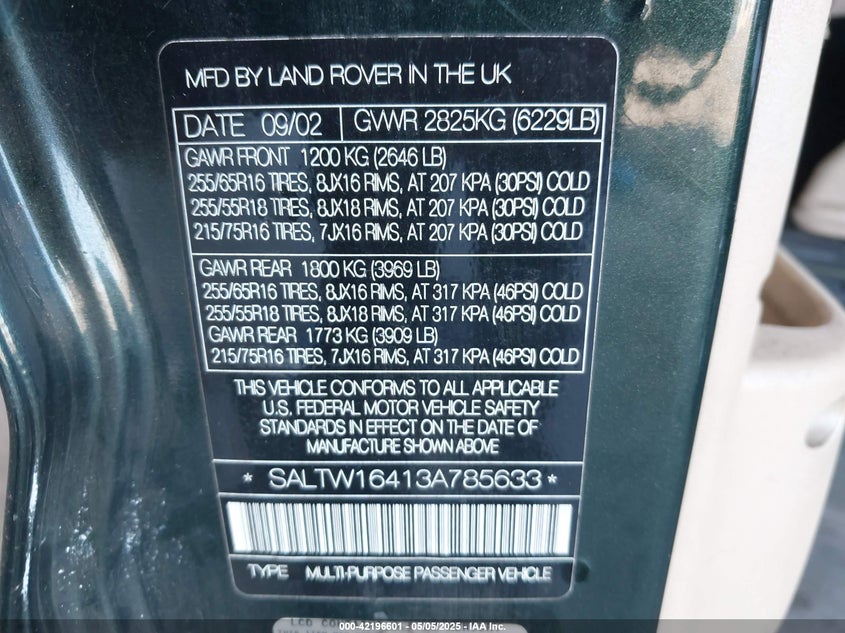 MFD BY LAND ROVER IN THE UK
DATE 09/02 GVWR 2825KG (6229LB)
GAWR FRONT 1200 KG (2646 LB)
255/65R16 TIRES, 8JX16 RIMS, AT 207 KPA (30PSI) COLD
255/55R18 TIRES, 8JX18 RIMS, AT 207 KPA (30PSI) COLD
215/75R16 TIRES, 7JX16 RIMS, AT 207 KPA (30PSI) COLD
GAWR REAR 1800 KG (3969 LB)
255/65R16 TIRES, 8JX16 RIMS, AT 317 KPA (46PSI) COLD
255/55R18 TIRES, 8JX18 RIMS, AT 317 KPA (46PSI) COLD
GAWR REAR 1773 KG (3909 LB)
215/75R16 TIRES, 7JX16 RIMS, AT 317 KPA (46PSI) COLD
THIS VEHICLE CONFORMS TO ALL APPLICABLE
U.S. FEDERAL MOTOR VEHICLE SAFETY
STANDARDS IN EFFECT ON THE DATE OF
MANUFACTURE SHOWN ABOVE
* SALTW16413A785633 *
TYPE MULTI-PURPOSE PASSENGER VEHICLE
000-42196601 - 05/05/2025 - IAA Inc.